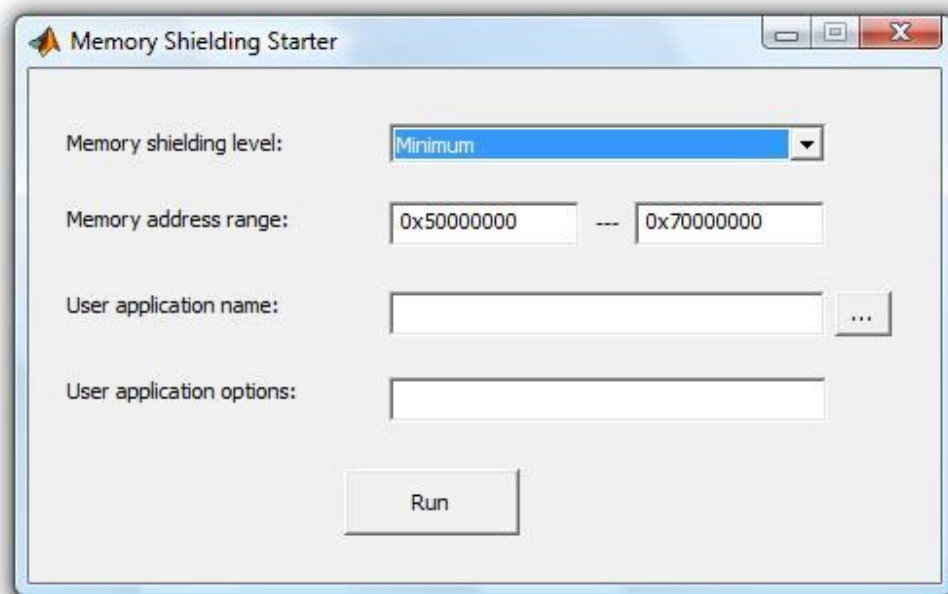 Memory Shielding Starter
Memory shielding level: Minimum
Memory address range: 0x50000000 --- 0x70000000
User application name: ...
User application options:
Run